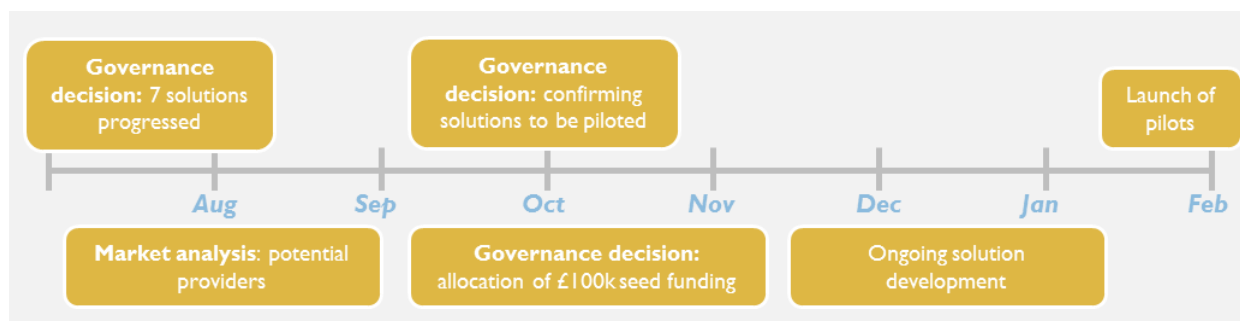 Governance
decision: 7 solutions
progressed
Governance
decision: confirming
solutions to be piloted
Launch of
pilots
Aug
Sep
Oct
Nov
Dec
Jan
Feb
Market analysis: potential
providers
Governance decision:
allocation of £100k seed funding
Ongoing solution
development